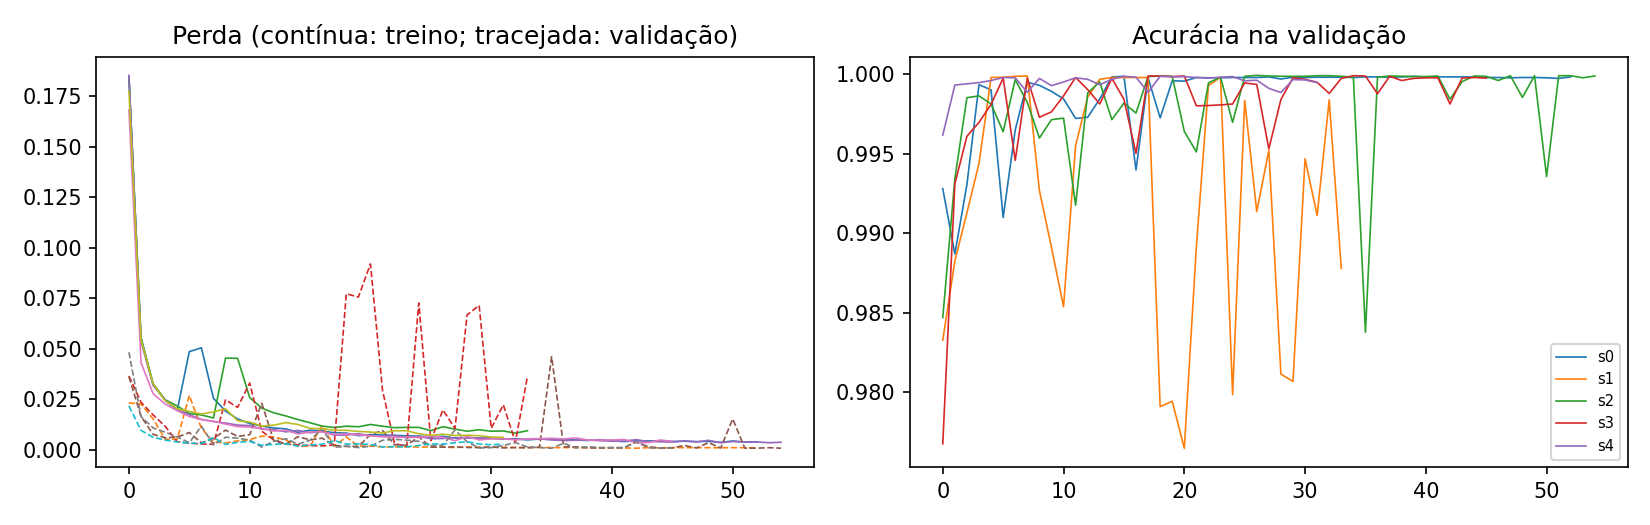 Perda (contínua: treino; tracejada: validação)
0.175
0.150
0.125
0.100
0.075
0.050
0.025
0.000
0 10 20 30 40 50
Acurácia na validação
1.000
0.995
0.990
0.985
0.980
s0
s1
s2
s3
s4
0 10 20 30 40 50